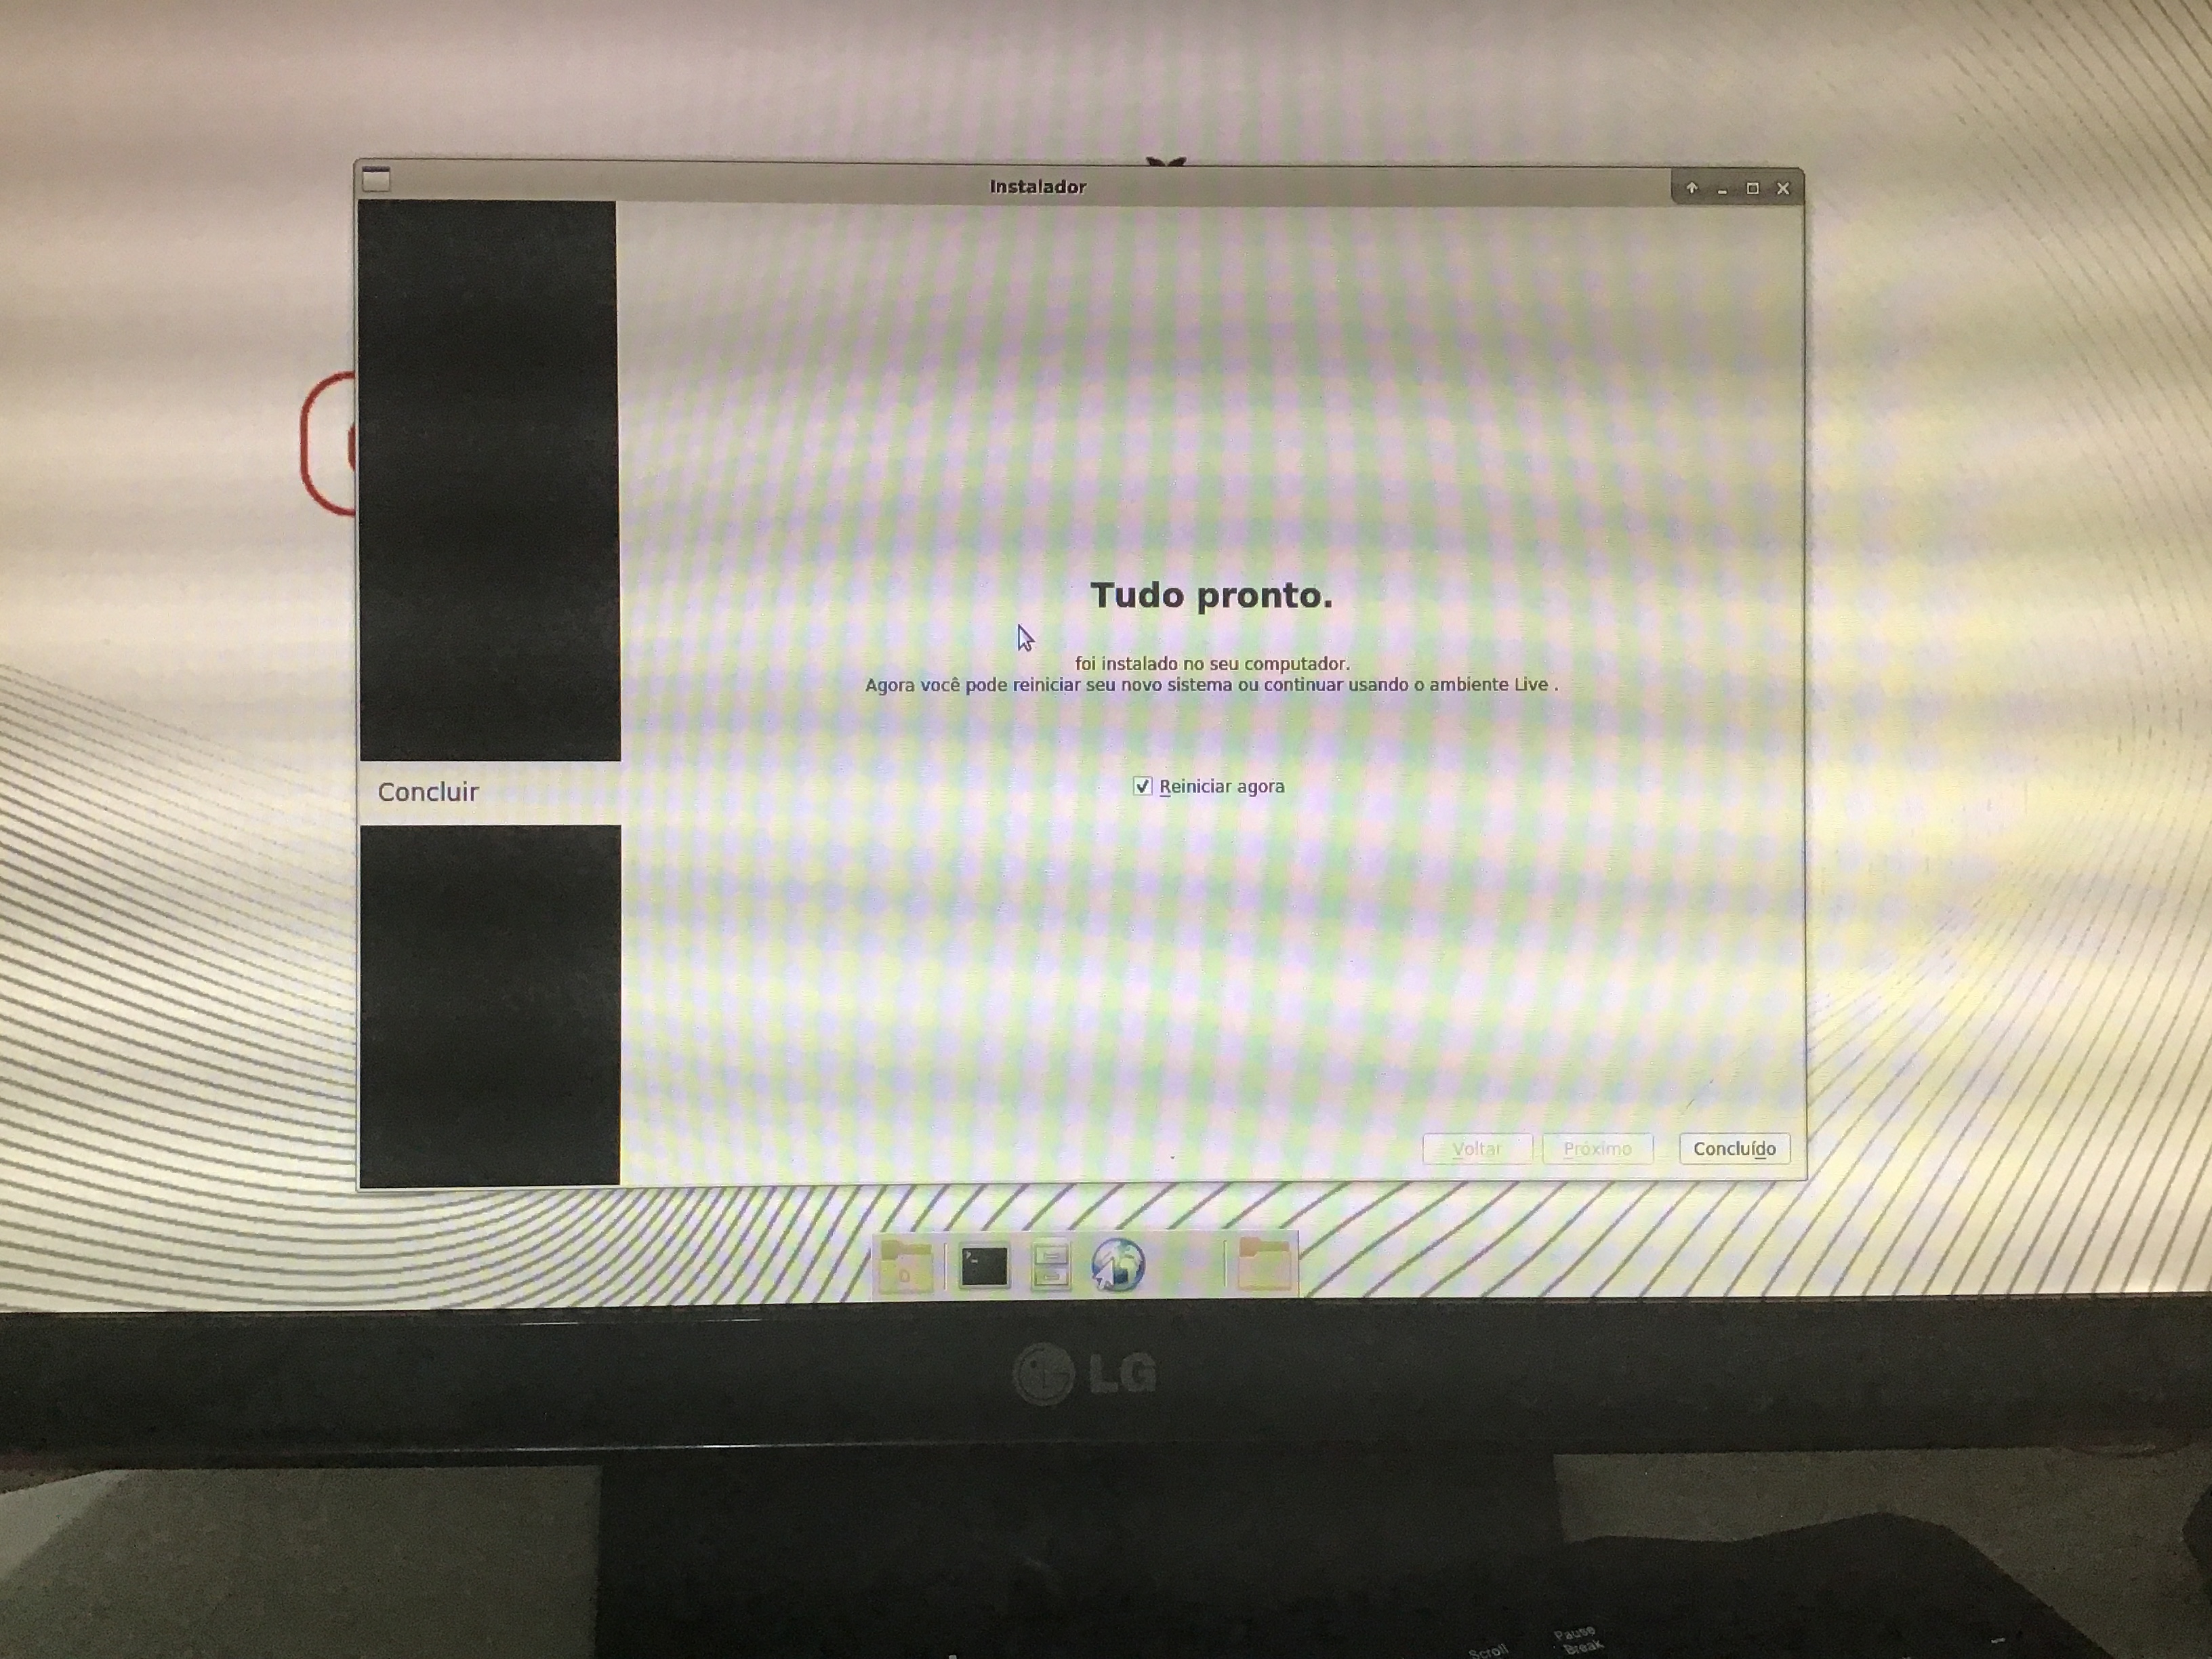 Instalador
Tudo pronto.
foi instalado no seu computador.
Agora você pode reiniciar seu novo sistema ou continuar usando o ambiente Live .
Concluir
Reiniciar agora
Voltar
Próximo
Concluído
LG
Scroll
Pause
Break